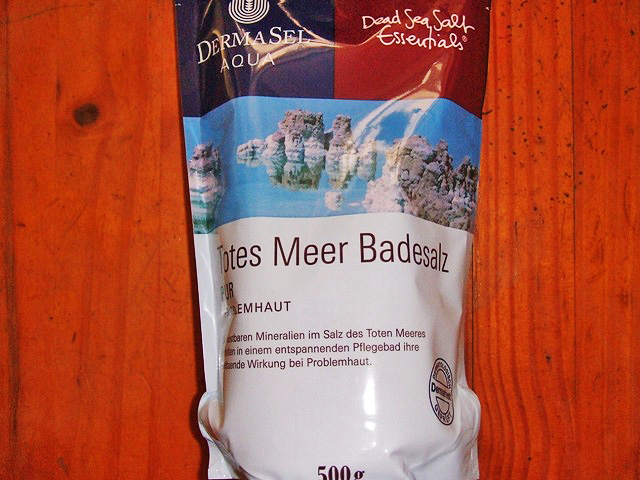 DERMASEL
AQUA
Dead Sea Salt
Essentials®
Totes Meer Badesalz
PUR
Mineralien im Salz des Toten Meeres
in einem entspannenden Pflegebad ihre
Wirkung bei Problemhaut.
500g